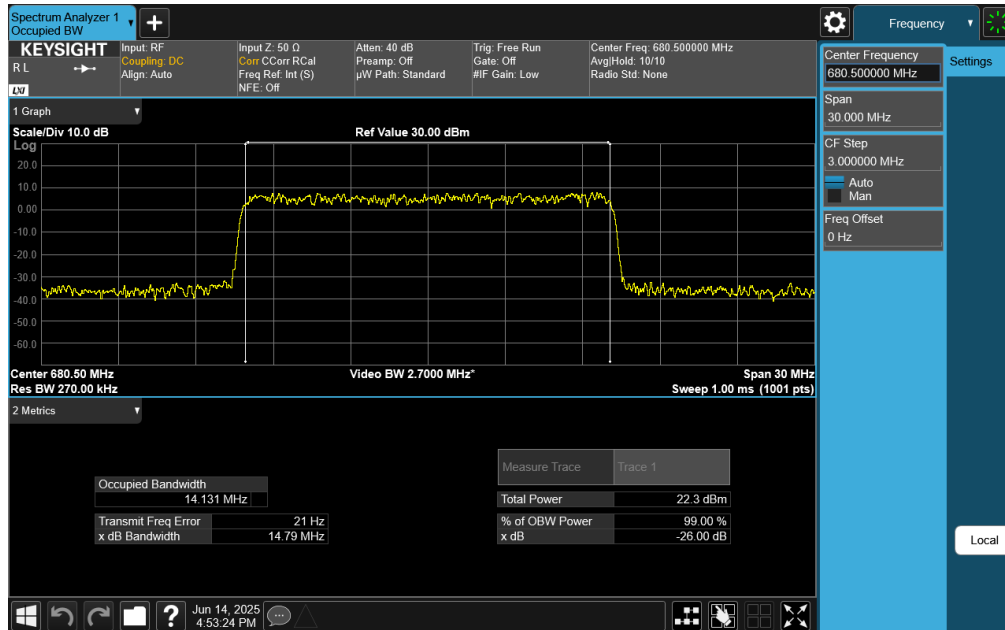 Spectrum Analyzer 1
Occupied BW
Frequency
KEYSIGHT
R L
LXI
Input: RF
Coupling: DC
Align: Auto
Input Z: 50 Ω
Corr CCorr RCal
Freq Ref: Int (S)
NFE: Off
Atten: 40 dB
Preamp: Off
µW Path: Standard
Trig: Free Run
Gate: Off
#IF Gain: Low
Center Freq: 680.500000 MHz
Avg|Hold: 10/10
Radio Std: None
Center Frequency
680.500000 MHz
Settings
Span
30.000 MHz
CF Step
3.000000 MHz
Auto
Man
Freq Offset
0 Hz
Local
1 Graph
Scale/Div 10.0 dB
Ref Value 30.00 dBm
Log
20.0
10.0
0.00
-10.0
-20.0
-30.0
-40.0
-50.0
-60.0
Center 680.50 MHz
Video BW 2.7000 MHz*
Span 30 MHz
Res BW 270.00 kHz
Sweep 1.00 ms (1001 pts)
2 Metrics
Measure Trace
Trace 1
Occupied Bandwidth
14.131 MHz
Total Power
22.3 dBm
Transmit Freq Error
21 Hz
% of OBW Power
99.00 %
x dB Bandwidth
14.79 MHz
x dB
-26.00 dB
Jun 14, 2025
4:53:24 PM